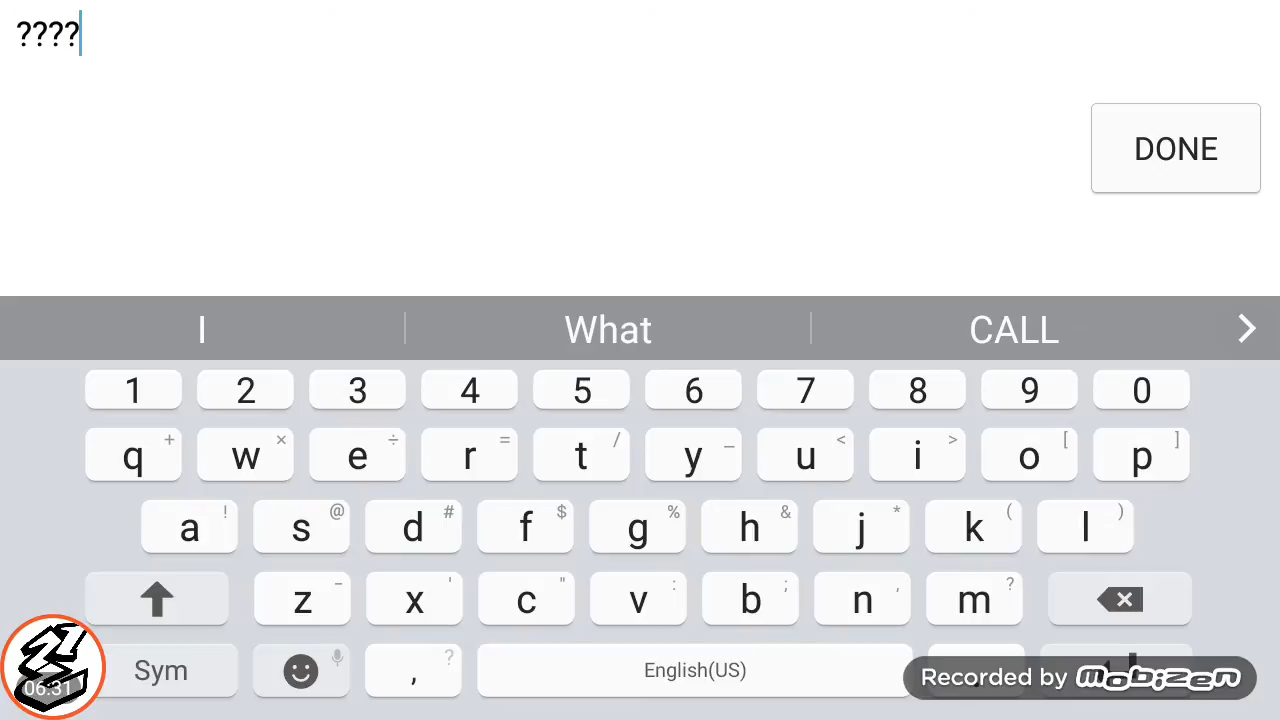 ????
DONE
I What CALL
1 2 3 4 5 6 7 8 9 0
q + w × e ÷ r = t / y _ u < i > o [ p ]
a ! s @ d # f $ g % h & j * k ( l )
z - x ' c " v : b ; n , m ?
Sym , ? English(US)
06:31
Recorded by mobizen